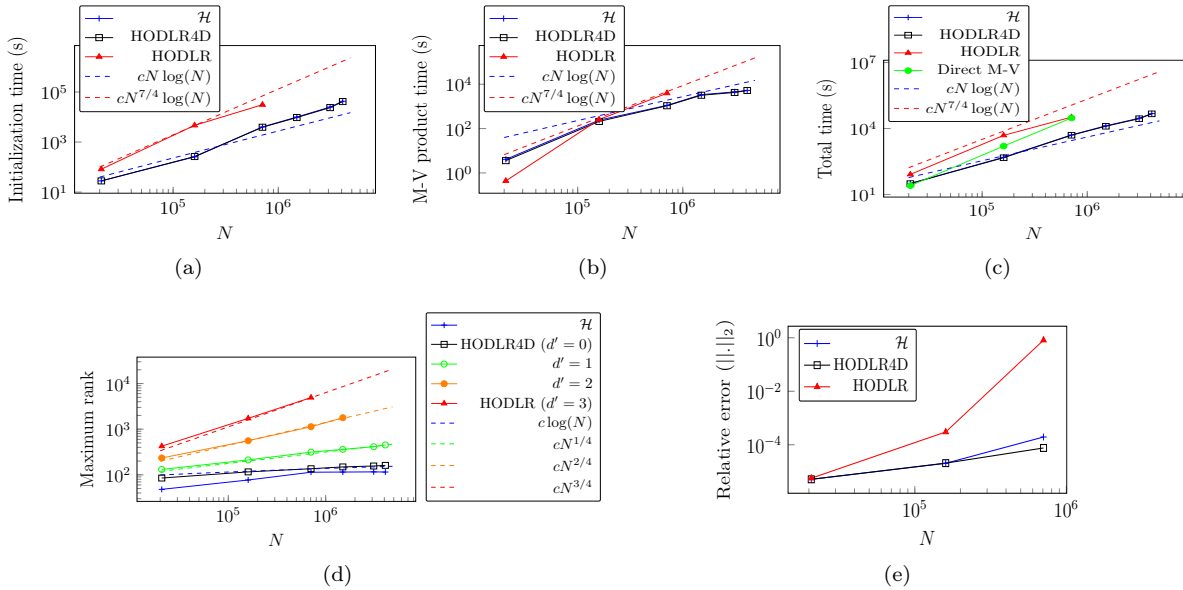 Initialization time (s)
10^5
10^3
10^1
10^5
10^6
N
ℋ
HODLR4D
HODLR
cN log(N)
cN^{7/4} log(N)
(a)
M-V product time (s)
10^4
10^2
10^0
10^5
10^6
N
ℋ
HODLR4D
HODLR
cN log(N)
cN^{7/4} log(N)
(b)
Total time (s)
10^7
10^4
10^1
10^5
10^6
N
ℋ
HODLR4D
HODLR
Direct M-V
cN log(N)
cN^{7/4} log(N)
(c)
Maximum rank
10^4
10^3
10^2
10^5
10^6
N
ℋ
HODLR4D (d′ = 0)
d′ = 1
d′ = 2
HODLR (d′ = 3)
c log(N)
cN^{1/4}
cN^{2/4}
cN^{3/4}
(d)
Relative error (||·||_2)
10^0
10^{−2}
10^{−4}
10^5
10^6
N
ℋ
HODLR4D
HODLR
(e)